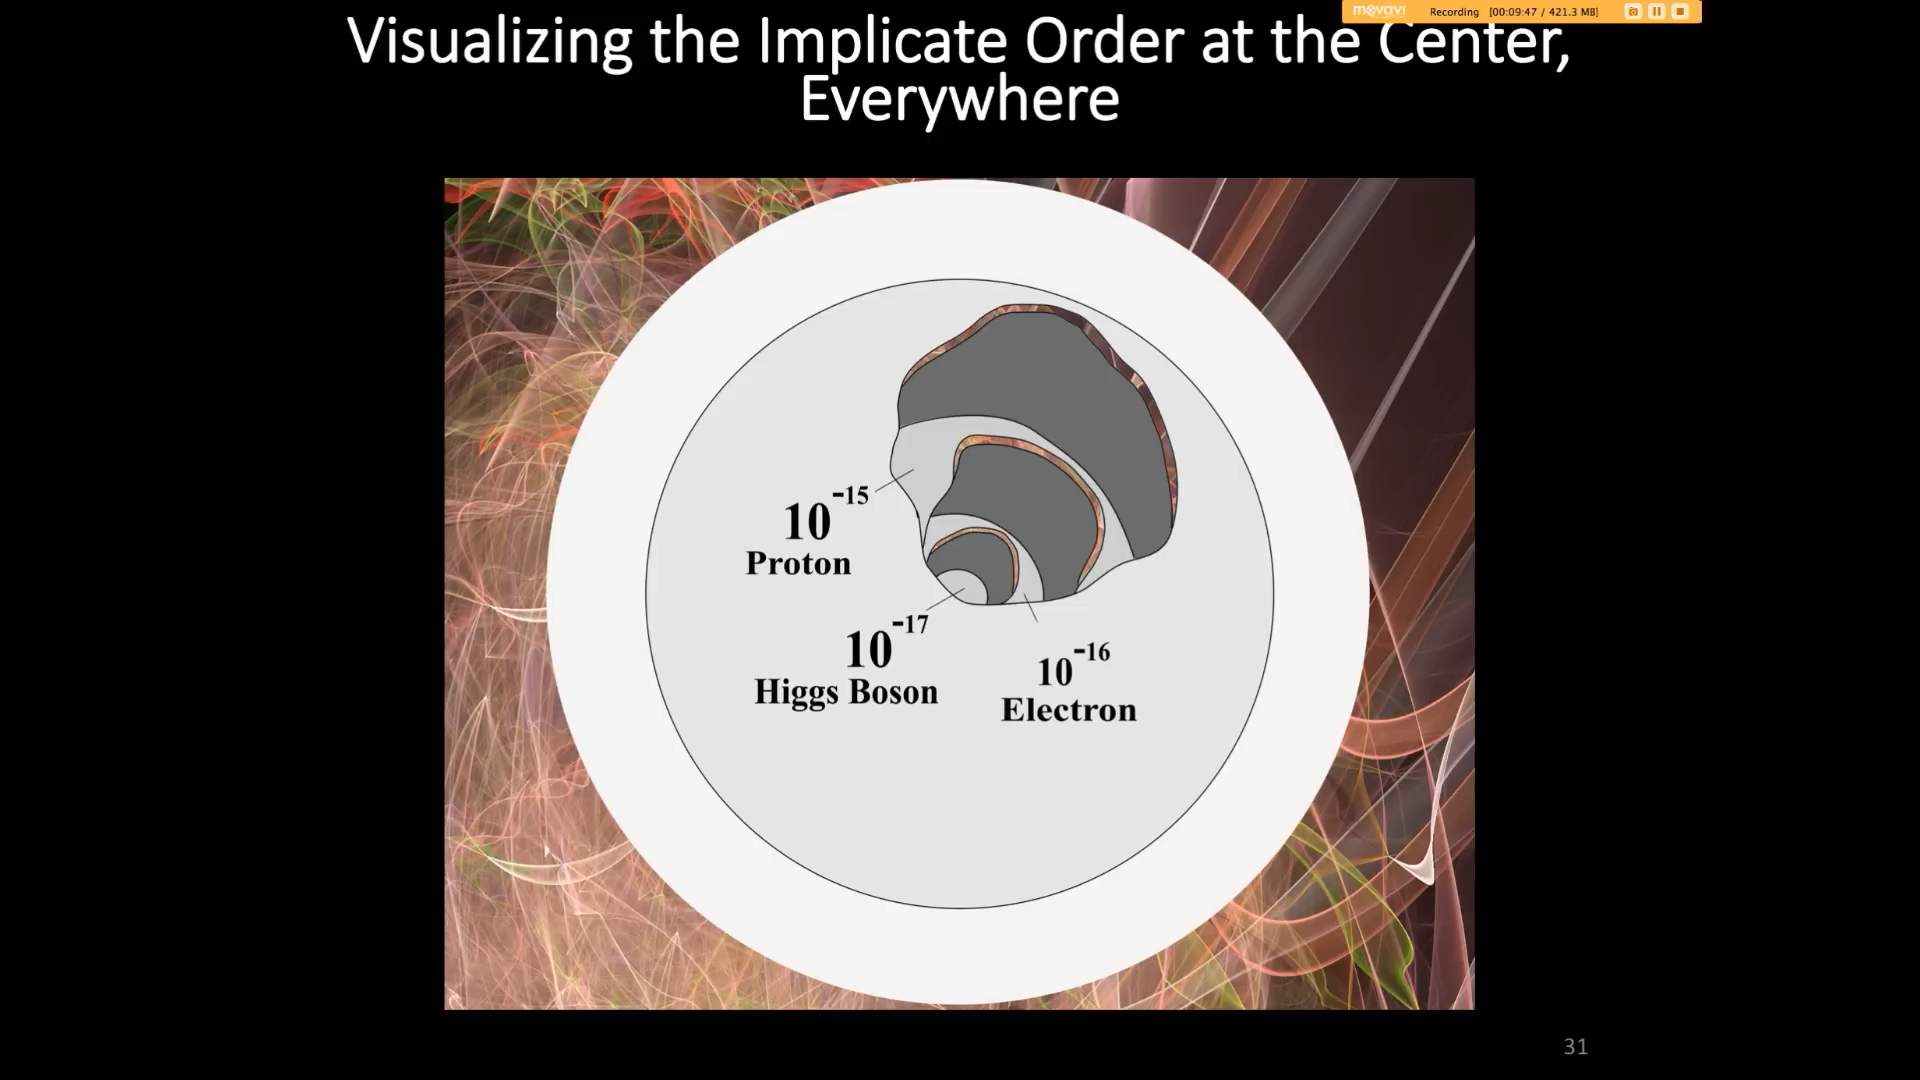 movavi Recording [00:09:47 / 421.3 MB]
Visualizing the Implicate Order at the Center,
Everywhere
10-15
Proton
10-17
Higgs Boson
10-16
Electron
31